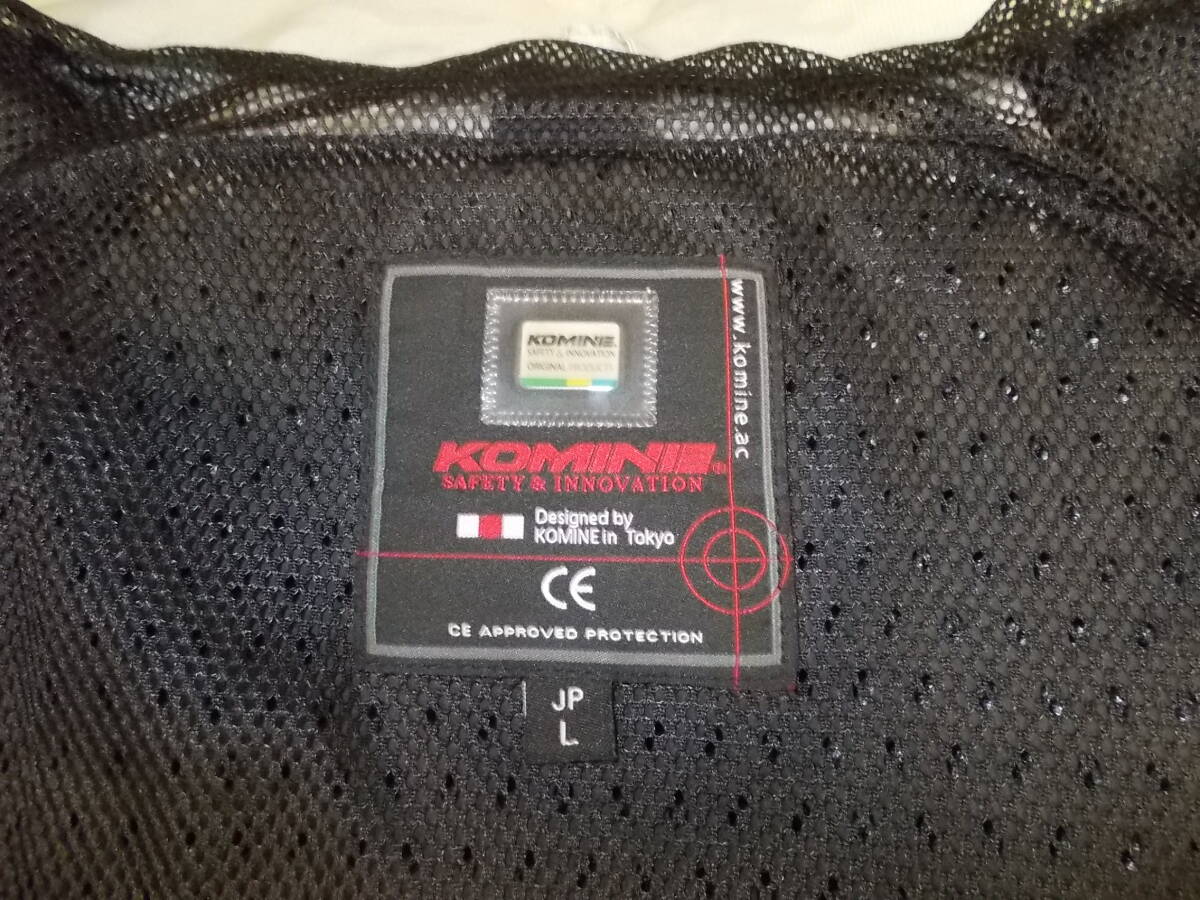 KOMINE.
SAFETY & INNOVATION
ORIGINAL PRODUCTS
www.komine.ac
KOMINE®
SAFETY & INNOVATION
Designed by
KOMINE in Tokyo
CE
CE APPROVED PROTECTION
JP
L